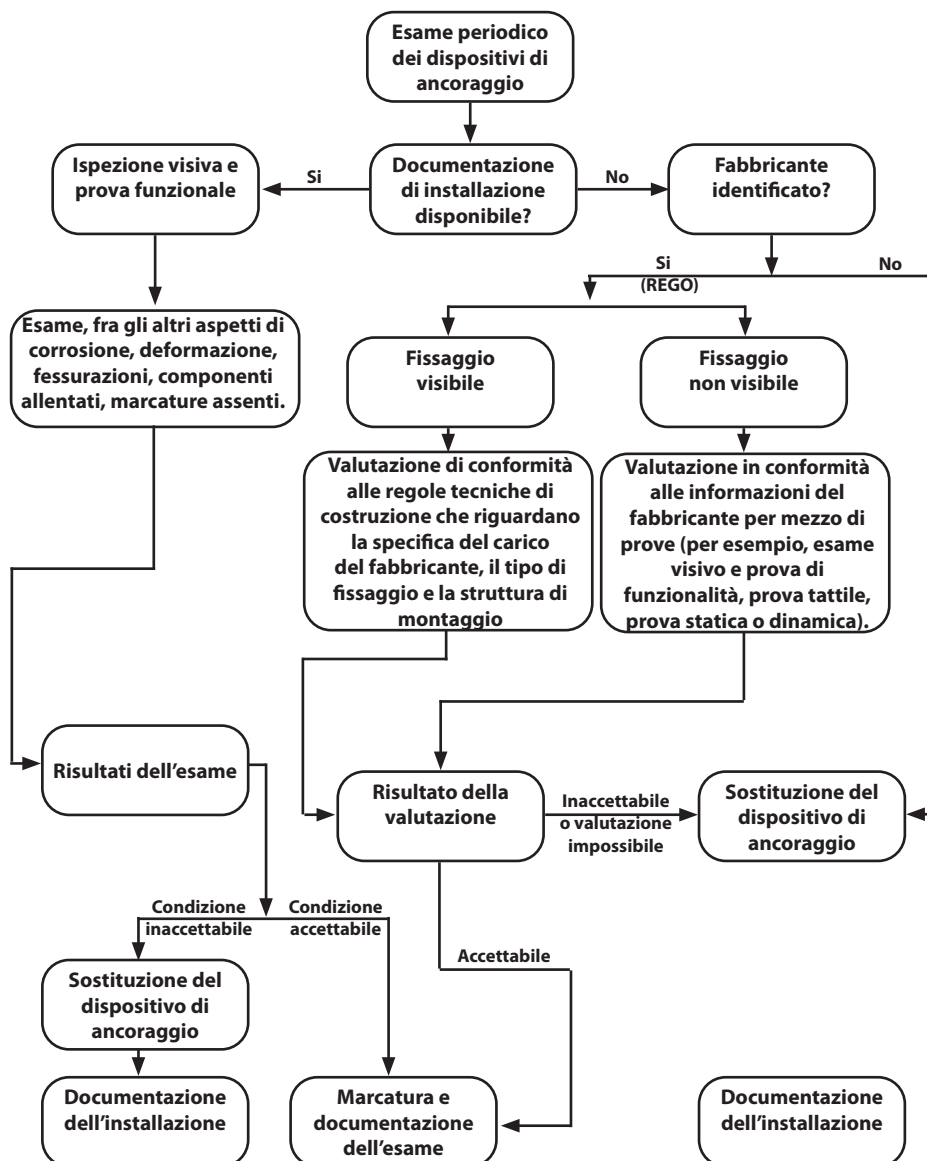 Esame periodico
dei dispositivi di
ancoraggio
Ispezione visiva e
prova funzionale
Si
Documentazione
di installazione
disponibile?
No
Fabbricante
identificato?
Si
(REGO)
No
Esame, fra gli altri aspetti di
corrosione, deformazione,
fessurazioni, componenti
allentati, marcature assenti.
Fissaggio
visibile
Fissaggio
non visibile
Valutazione di conformità
alle regole tecniche di
costruzione che riguardano
la specifica del carico
del fabbricante, il tipo di
fissaggio e la struttura di
montaggio
Valutazione in conformità
alle informazioni del
fabbricante per mezzo di
prove (per esempio, esame
visivo e prova di
funzionalità, prova tattile,
prova statica o dinamica).
Risultati dell'esame
Risultato della
valutazione
Inaccettabile
o valutazione
impossibile
Sostituzione del
dispositivo di
ancoraggio
Condizione
inaccettabile
Condizione
accettabile
Accettabile
Sostituzione del
dispositivo di
ancoraggio
Documentazione
dell'installazione
Marcatura e
documentazione
dell'esame
Documentazione
dell'installazione